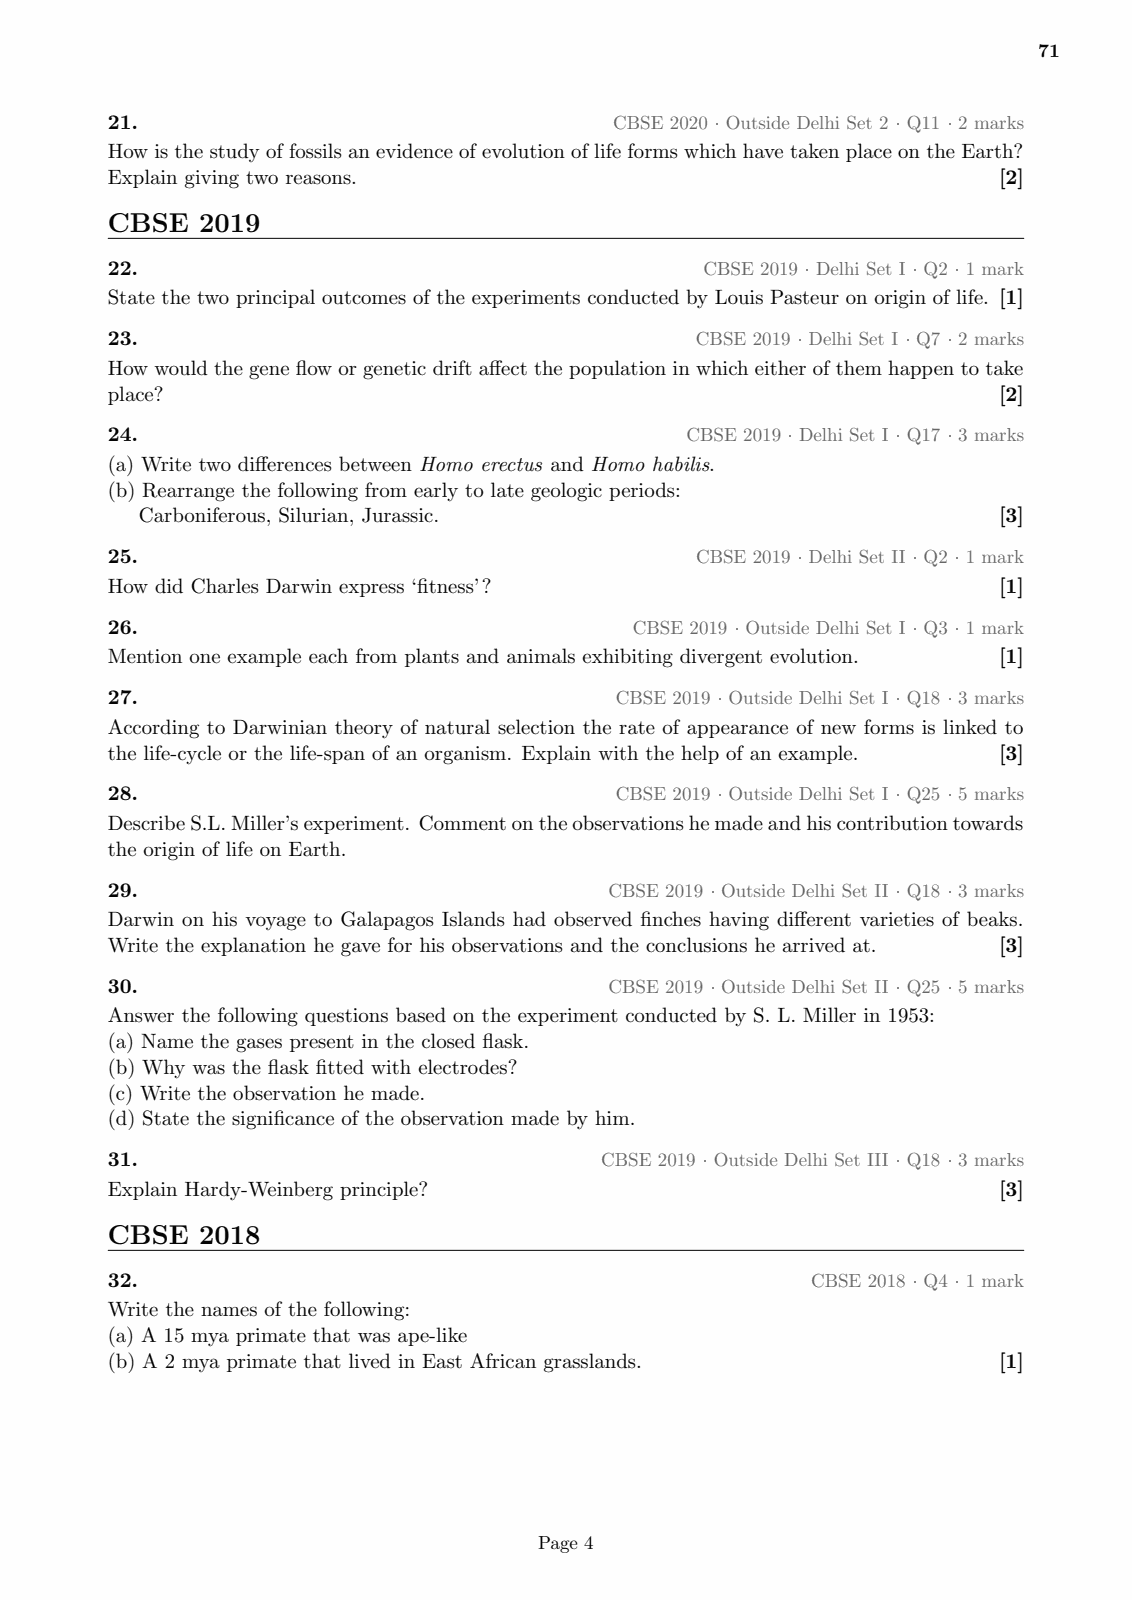 71
21. CBSE 2020 · Outside Delhi Set 2 · Q11 · 2 marks
How is the study of fossils an evidence of evolution of life forms which have taken place on the Earth?
Explain giving two reasons. [2]
CBSE 2019
22. CBSE 2019 · Delhi Set I · Q2 · 1 mark
State the two principal outcomes of the experiments conducted by Louis Pasteur on origin of life. [1]
23. CBSE 2019 · Delhi Set I · Q7 · 2 marks
How would the gene flow or genetic drift affect the population in which either of them happen to take
place? [2]
24. CBSE 2019 · Delhi Set I · Q17 · 3 marks
(a) Write two differences between Homo erectus and Homo habilis.
(b) Rearrange the following from early to late geologic periods:
Carboniferous, Silurian, Jurassic. [3]
25. CBSE 2019 · Delhi Set II · Q2 · 1 mark
How did Charles Darwin express ‘fitness’? [1]
26. CBSE 2019 · Outside Delhi Set I · Q3 · 1 mark
Mention one example each from plants and animals exhibiting divergent evolution. [1]
27. CBSE 2019 · Outside Delhi Set I · Q18 · 3 marks
According to Darwinian theory of natural selection the rate of appearance of new forms is linked to
the life-cycle or the life-span of an organism. Explain with the help of an example. [3]
28. CBSE 2019 · Outside Delhi Set I · Q25 · 5 marks
Describe S.L. Miller’s experiment. Comment on the observations he made and his contribution towards
the origin of life on Earth.
29. CBSE 2019 · Outside Delhi Set II · Q18 · 3 marks
Darwin on his voyage to Galapagos Islands had observed finches having different varieties of beaks.
Write the explanation he gave for his observations and the conclusions he arrived at. [3]
30. CBSE 2019 · Outside Delhi Set II · Q25 · 5 marks
Answer the following questions based on the experiment conducted by S. L. Miller in 1953:
(a) Name the gases present in the closed flask.
(b) Why was the flask fitted with electrodes?
(c) Write the observation he made.
(d) State the significance of the observation made by him.
31. CBSE 2019 · Outside Delhi Set III · Q18 · 3 marks
Explain Hardy-Weinberg principle? [3]
CBSE 2018
32. CBSE 2018 · Q4 · 1 mark
Write the names of the following:
(a) A 15 mya primate that was ape-like
(b) A 2 mya primate that lived in East African grasslands. [1]
Page 4